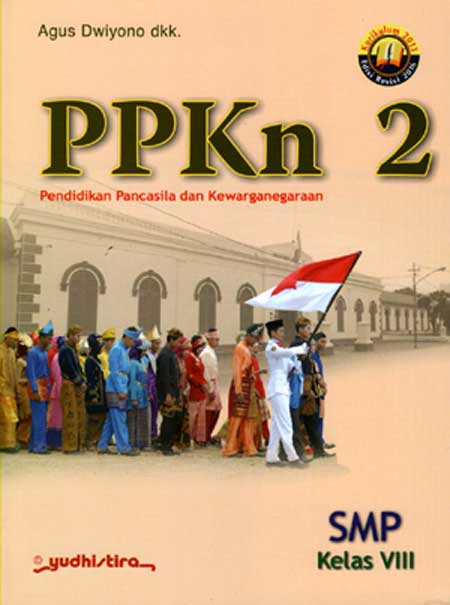 Agus Dwiyono dkk.
Kurikulum 2013
Edisi Revisi 2016
PPKn 2
Pendidikan Pancasila dan Kewarganegaraan
SMP
Kelas VIII
© yudhistira